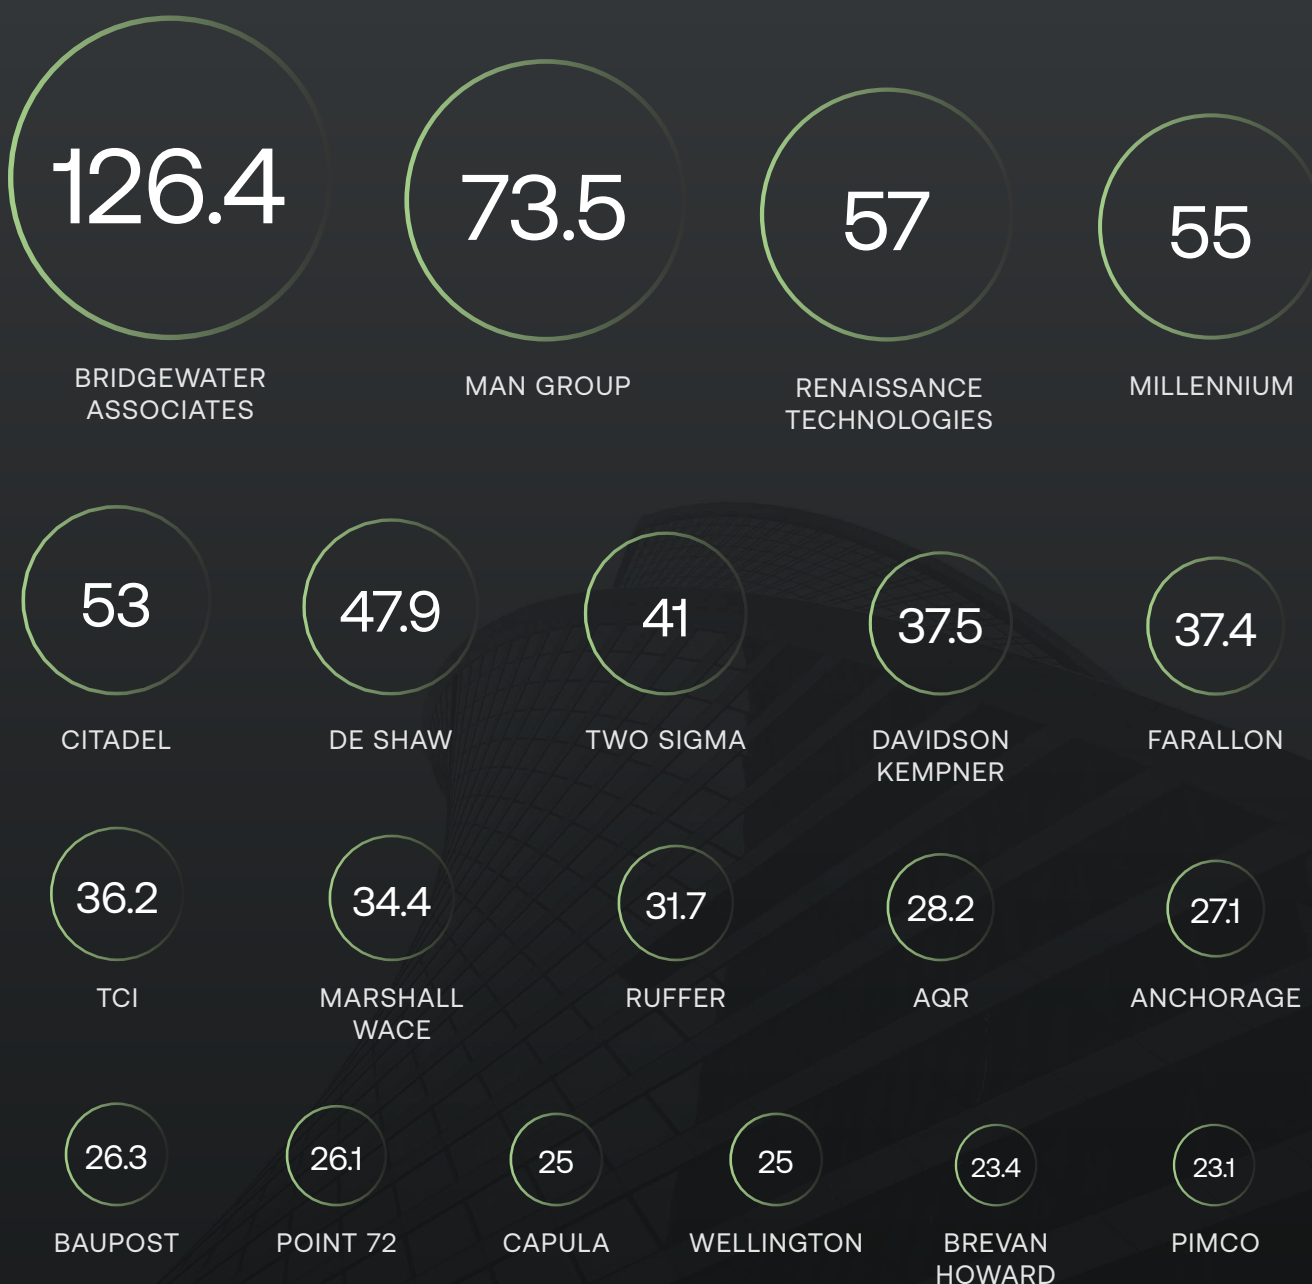 126.4
73.5
57
55
BRIDGEWATER
ASSOCIATES
MAN GROUP
RENAISSANCE
TECHNOLOGIES
MILLENNIUM
53
47.9
41
37.5
37.4
CITADEL
DE SHAW
TWO SIGMA
DAVIDSON
KEMPNER
FARALLON
36.2
34.4
31.7
28.2
27.1
TCI
MARSHALL
WACE
RUFFER
AQR
ANCHORAGE
26.3
26.1
25
25
23.4
23.1
BAUPOST
POINT 72
CAPULA
WELLINGTON
BREVAN
HOWARD
PIMCO